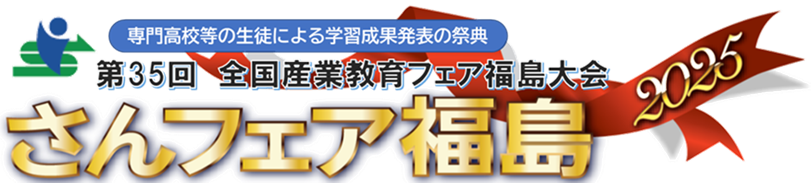 専門高校等の生徒による学習成果発表の祭典
第35回 全国産業教育フェア福島大会
さんフェア福島
2025